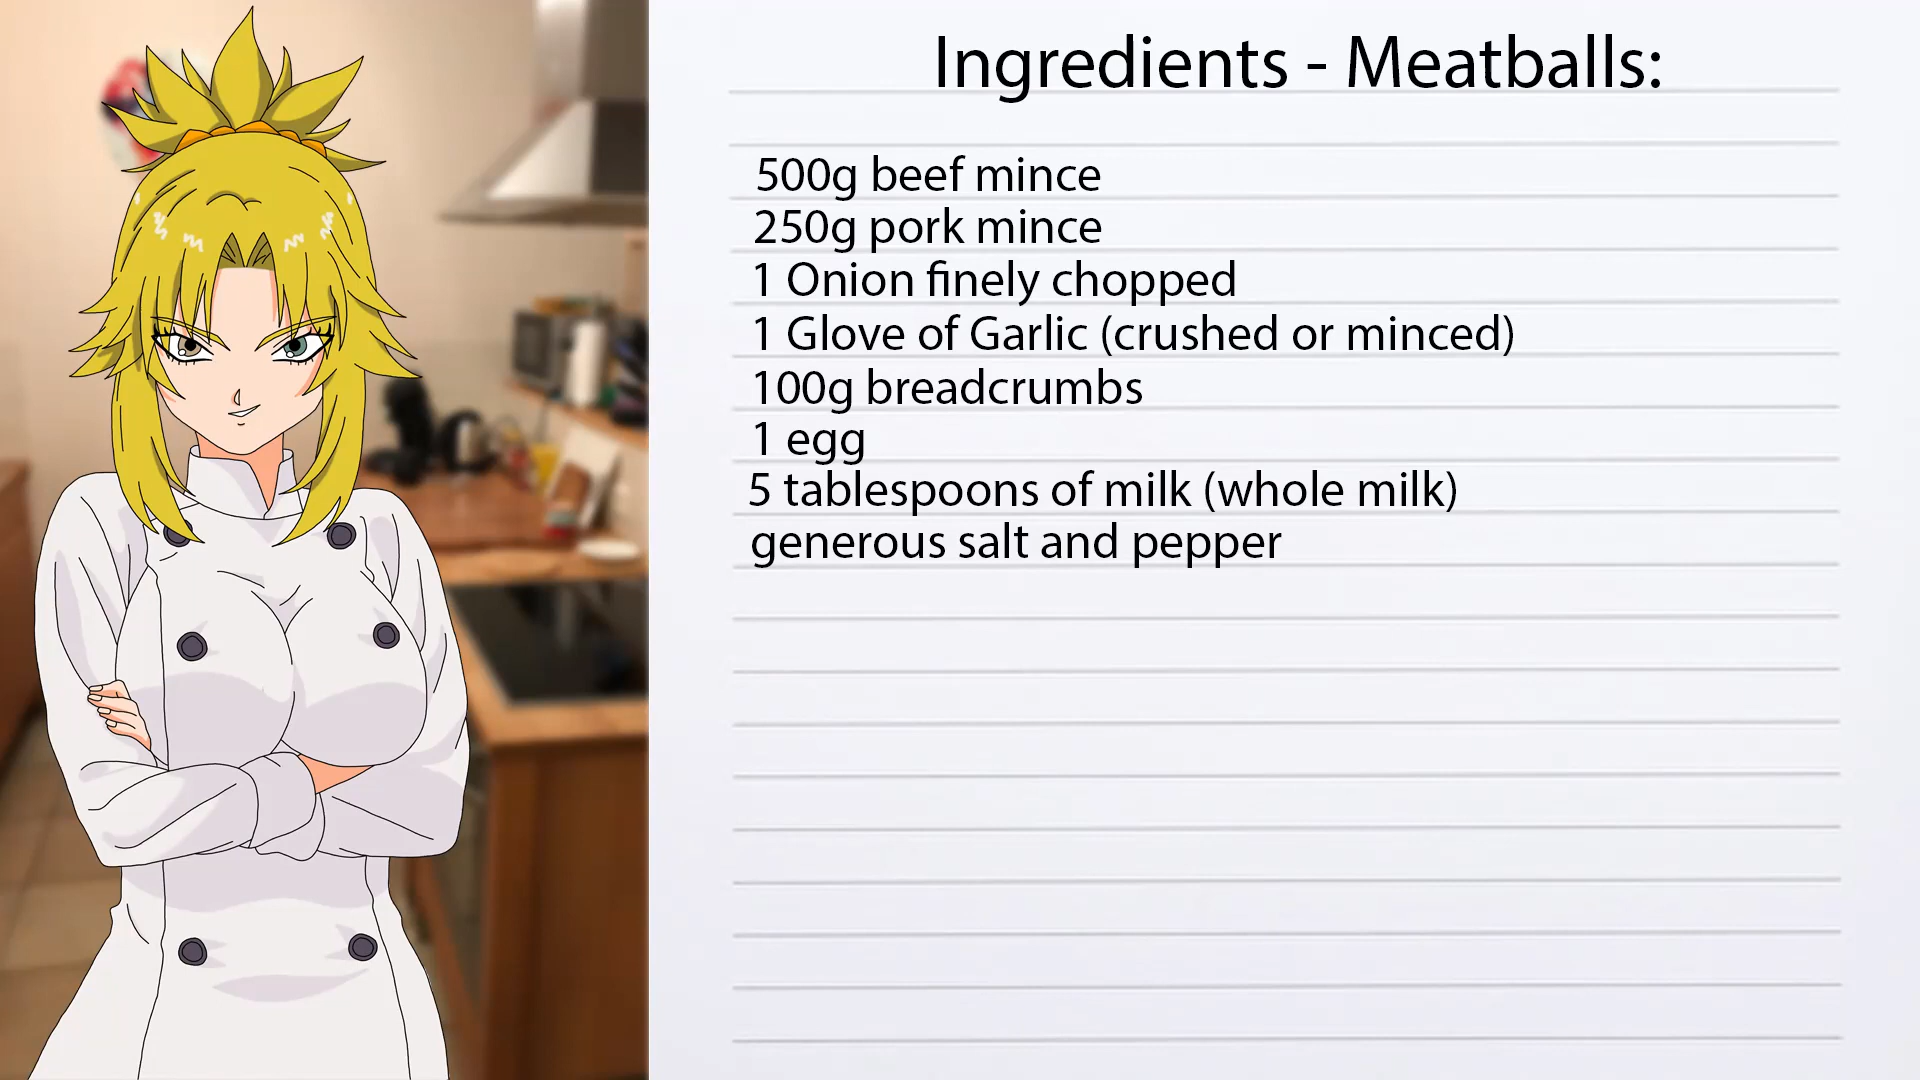 Ingredients - Meatballs:
500g beef mince
250g pork mince
1 Onion finely chopped
1 Glove of Garlic (crushed or minced)
100g breadcrumbs
1 egg
5 tablespoons of milk (whole milk)
generous salt and pepper